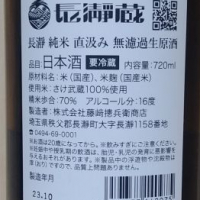 長瀞蔵
長瀞 純米 直汲み 無濾過生原酒
品目 日本酒 要冷蔵 内容量 720ml
原材料名/米(国産)、米麹(国産米)
使用米/さけ武蔵100%使用
精米歩合/70% アルコール分/16度
製造者/株式会社藤﨑摠兵衛商店
埼玉県秩父郡長瀞町大字長瀞1158番地
0494-69-0001
製造年月
23.10